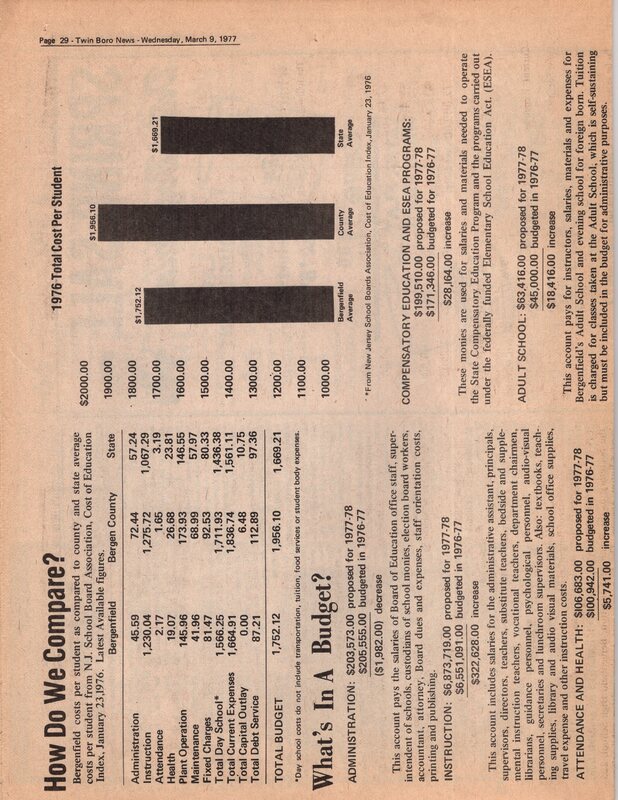 Page 29 - Twin Boro News - Wednesday, March 9, 1977
How Do We Compare?
Bergenfield costs per student as compared to county and state average
costs per student from N.J. School Board Association, Cost of Education
Index, January 23,1976. Latest Available figures.
Bergenfield Bergen County State
Administration 45.59 72.44 57.24
Instruction 1,230.04 1,275.72 1,067.29
Attendance 2.17 1.65 3.19
Health 19.07 26.68 23.81
Plant Operation 145.96 173.93 146.55
Maintenance 41.96 68.99 57.97
Fixed Charges 81.47 92.53 80.33
Total Day School* 1,566.25 1,711.93 1,436.38
Total Current Expenses 1,664.91 1,836.74 1,561.11
Total Capital Outlay 0.00 6.48 10.75
Total Debt Service 87.21 112.89 97.36
TOTAL BUDGET 1,752.12 1,956.10 1,669.21
*Day school costs do not include transportation, tuition, food services or student body expenses.
1976 Total Cost Per Student
$2000.00
1900.00
1800.00
1700.00
1600.00
1500.00
1400.00
1300.00
1200.00
1100.00
1000.00
$1,752.12
$1,956.10
$1,669.21
Bergenfield
Average
County
Average
State
Average
**From New Jersey School Boards Association, Cost of Education Index, January 23, 1976
What's In A Budget?
ADMINISTRATION: $203,573.00 proposed for 1977-78
$205,555.00 budgeted in 1976-77
($1,982.00) decrease
This account pays the salaries of Board of Education office staff, super-
intendent of schools, custodians of school monies, election board workers,
accountant, attorney, Board dues and expenses, staff orientation costs,
printing and publishing.
INSTRUCTION: $6,873,719.00 proposed for 1977-78
$6,551,091.00 budgeted in 1976-77
$322,628.00 increase
This account includes salaries for the administrative assistant, principals,
supervisors, directors, teachers, substitute teachers, bedside and supple-
mental instruction teachers, vocational teachers, department chairmen,
librarians, guidance personnel, psychological personnel, audio-visual
personnel, secretaries and lunchroom supervisors. Also: textbooks, teach-
ing supplies, library and audio visual materials, school office supplies,
travel expense and other instruction costs.
ATTENDANCE AND HEALTH: $106,683.00 proposed for 1977-78
$100,942.00 budgeted in 1976-77
$5,741.00 increase
COMPENSATORY EDUCATION AND ESEA PROGRAMS:
$199,510.00 proposed for 1977-78
$171,346.00 budgeted for 1976-77
$28,164.00 increase
These monies are used for salaries and materials needed to operate
the State Compensatory Education Program and the programs carried out
under the federally funded Elementary School Education Act. (ESEA).
ADULT SCHOOL: $63,416.00 proposed for 1977-78
$45,000.00 budgeted in 1976-77
$18,416.00 increase
This account pays for instructors, salaries, materials and expenses for
Bergenfield's Adult School and evening school for foreign born. Tuition
is charged for classes taken at the Adult School, which is self-sustaining
but must be included in the budget for administrative purposes.